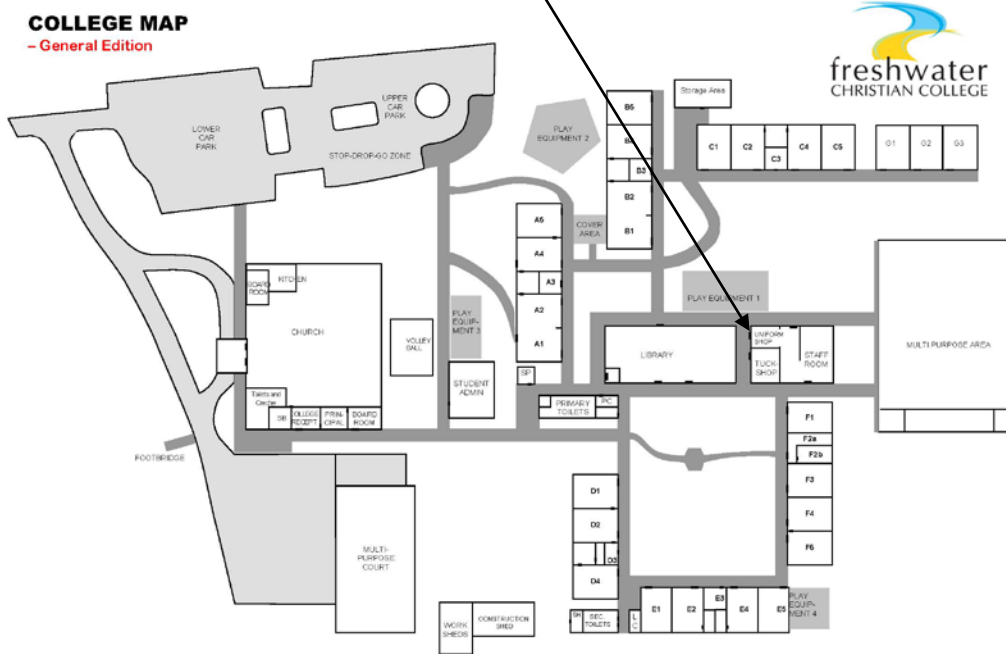 COLLEGE MAP
– General Edition
freshwater
CHRISTIAN COLLEGE
LOWER
CAR
PARK
UPPER
CAR
PARK
STOP-DROP-GO ZONE
PLAY
EQUIPMENT 2
Storage Area
B5
B4
B3
B2
B1
C1
C2
C3
C4
C5
G1
G2
G3
COVER
AREA
A5
A4
A3
A2
A1
BOARD
ROOM
KITCHEN
CHURCH
PLAY
EQUIP-
MENT 3
VOLLEY
BALL
PLAY EQUIPMENT 1
UNIFORM
SHOP
TUCK-
SHOP
STAFF
ROOM
LIBRARY
MULTI PURPOSE AREA
STUDENT
ADMIN
SP
PRIMARY
TOILETS
PC
Toilets and
Creche
SB
COLLEGE
RECEPT
PRIN-
CIPAL
BOARD
ROOM
FOOTBRIDGE
F1
F2a
F2b
F3
F4
F6
D1
D2
D3
D4
MULTI-
PURPOSE
COURT
WORK
SHEDS
CONSTRUCTION
SHED
SH
SEC.
TOILETS
L
C
E1
E2
E3
E4
E5
PLAY
EQUIP-
MENT 4